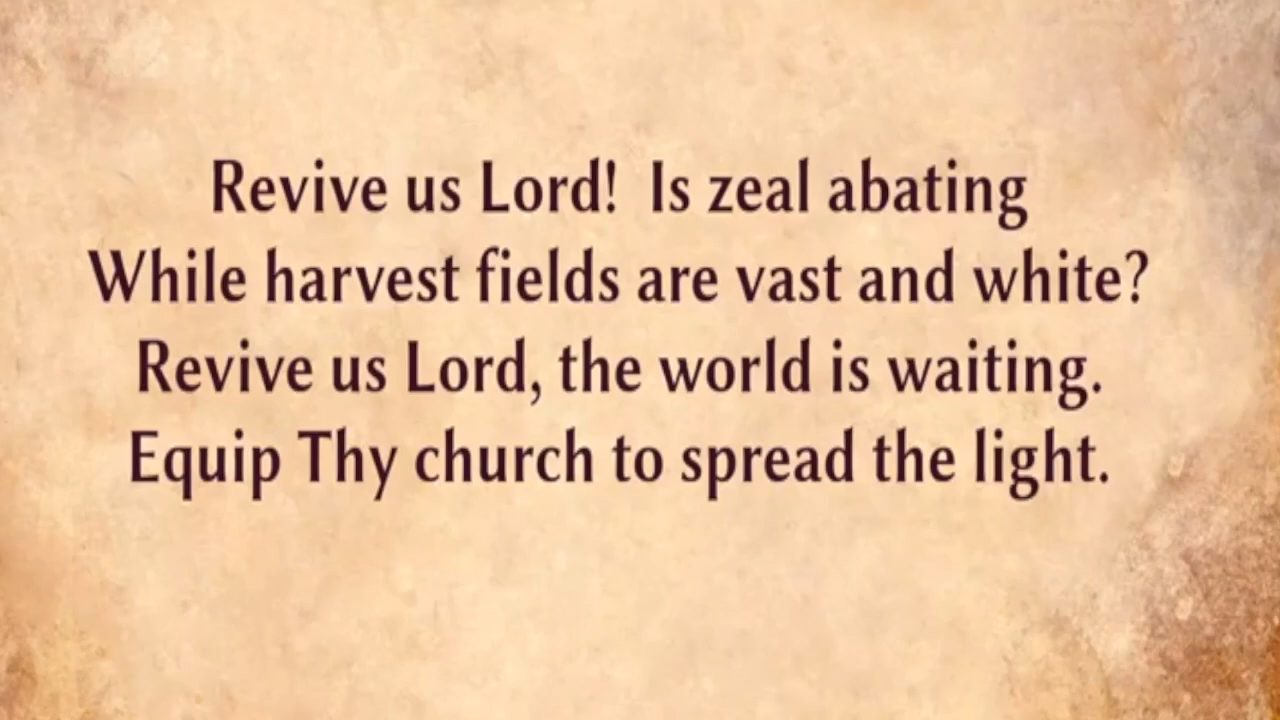 Revive us Lord!  Is zeal abating
While harvest fields are vast and white?
Revive us Lord, the world is waiting.
Equip Thy church to spread the light.